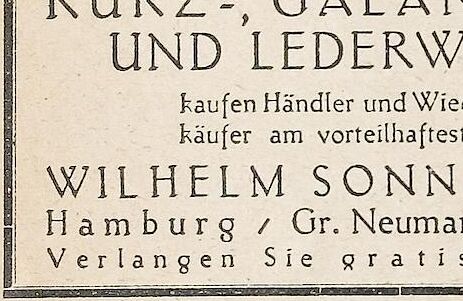 KURZ-, GALAN
UND LEDERW
kaufen Händler und Wie
käufer am vorteilhaftest
WILHELM SONN
Hamburg / Gr. Neumar
Verlangen Sie gratis